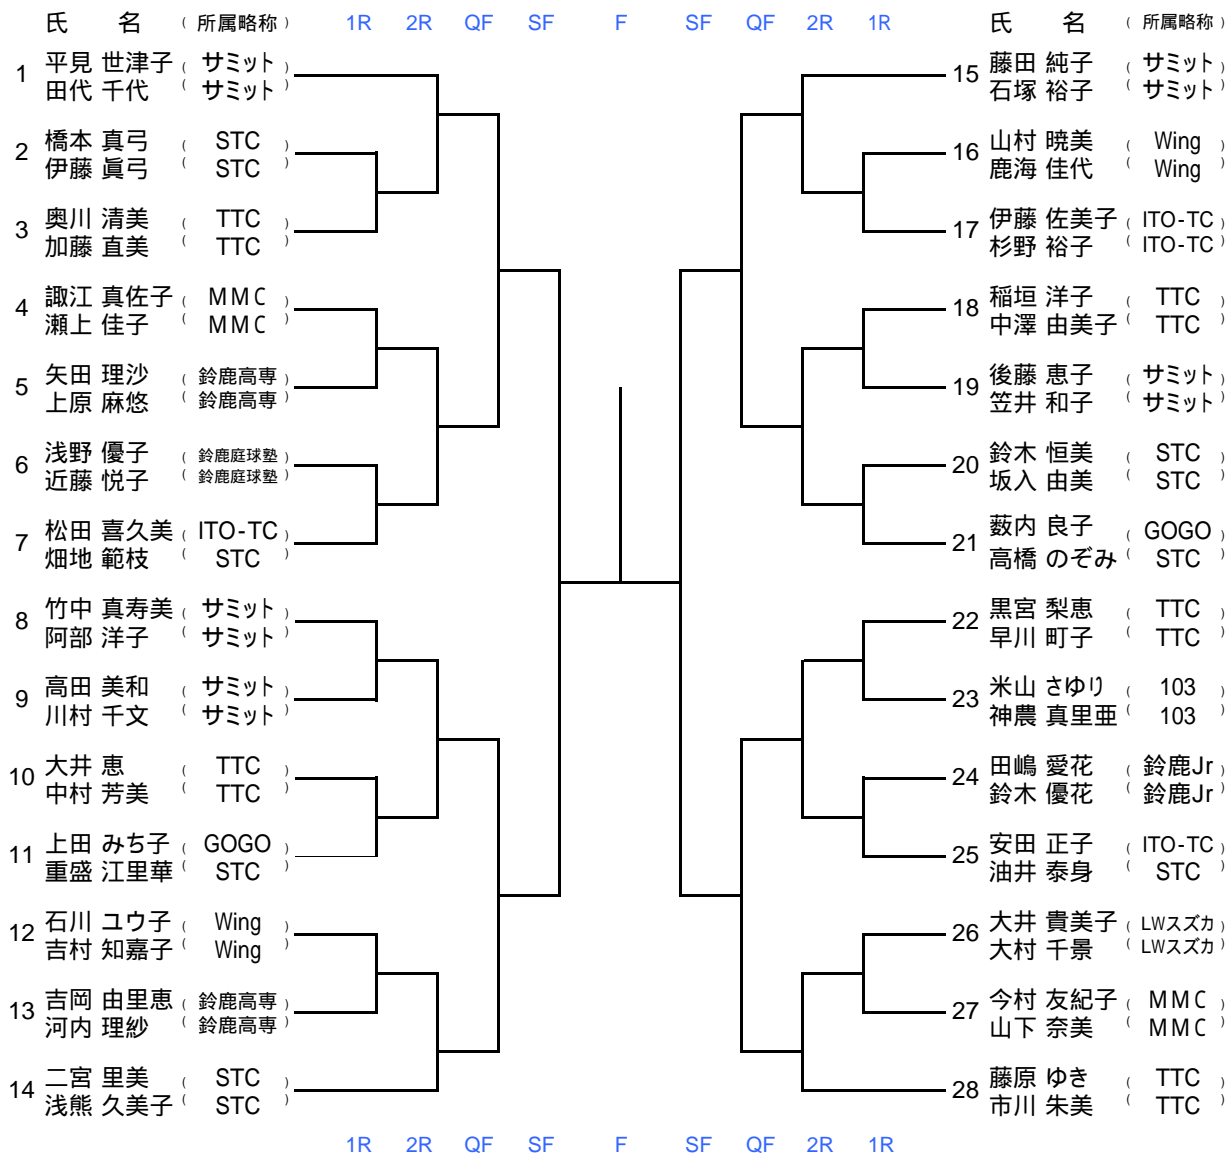 氏 名 （所属略称） 1R 2R QF SF F SF QF 2R 1R 氏 名 （所属略称）
1 平見 世津子（サミット）
田代 千代（サミット）
2 橋本 真弓（STC）
伊藤 眞弓（STC）
3 奥川 清美（TTC）
加藤 直美（TTC）
4 諏江 真佐子（MMC）
瀬上 佳子（MMC）
5 矢田 理沙（鈴鹿高専）
上原 麻悠（鈴鹿高専）
6 浅野 優子（鈴鹿庭球塾）
近藤 悦子（鈴鹿庭球塾）
7 松田 喜久美（ITO-TC）
畑地 範枝（STC）
8 竹中 真寿美（サミット）
阿部 洋子（サミット）
9 高田 美和（サミット）
川村 千文（サミット）
10 大井 恵（TTC）
中村 芳美（TTC）
11 上田 みち子（GOGO）
重盛 江里華（STC）
12 石川 ユウ子（Wing）
吉村 知嘉子（Wing）
13 吉岡 由里恵（鈴鹿高専）
河内 理紗（鈴鹿高専）
14 二宮 里美（STC）
浅熊 久美子（STC）
15 藤田 純子（サミット）
石塚 裕子（サミット）
16 山村 暁美（Wing）
鹿海 佳代（Wing）
17 伊藤 佐美子（ITO-TC）
杉野 裕子（ITO-TC）
18 稲垣 洋子（TTC）
中澤 由美子（TTC）
19 後藤 恵子（サミット）
笠井 和子（サミット）
20 鈴木 恒美（STC）
坂入 由美（STC）
21 薮内 良子（GOGO）
高橋 のぞみ（STC）
22 黒宮 梨恵（TTC）
早川 町子（TTC）
23 米山 さゆり（103）
神農 真里亜（103）
24 田嶋 愛花（鈴鹿Jr）
鈴木 優花（鈴鹿Jr）
25 安田 正子（ITO-TC）
油井 泰身（STC）
26 大井 貴美子（LWスズカ）
大村 千景（LWスズカ）
27 今村 友紀子（MMC）
山下 奈美（MMC）
28 藤原 ゆき（TTC）
市川 朱美（TTC）
1R 2R QF SF F SF QF 2R 1R